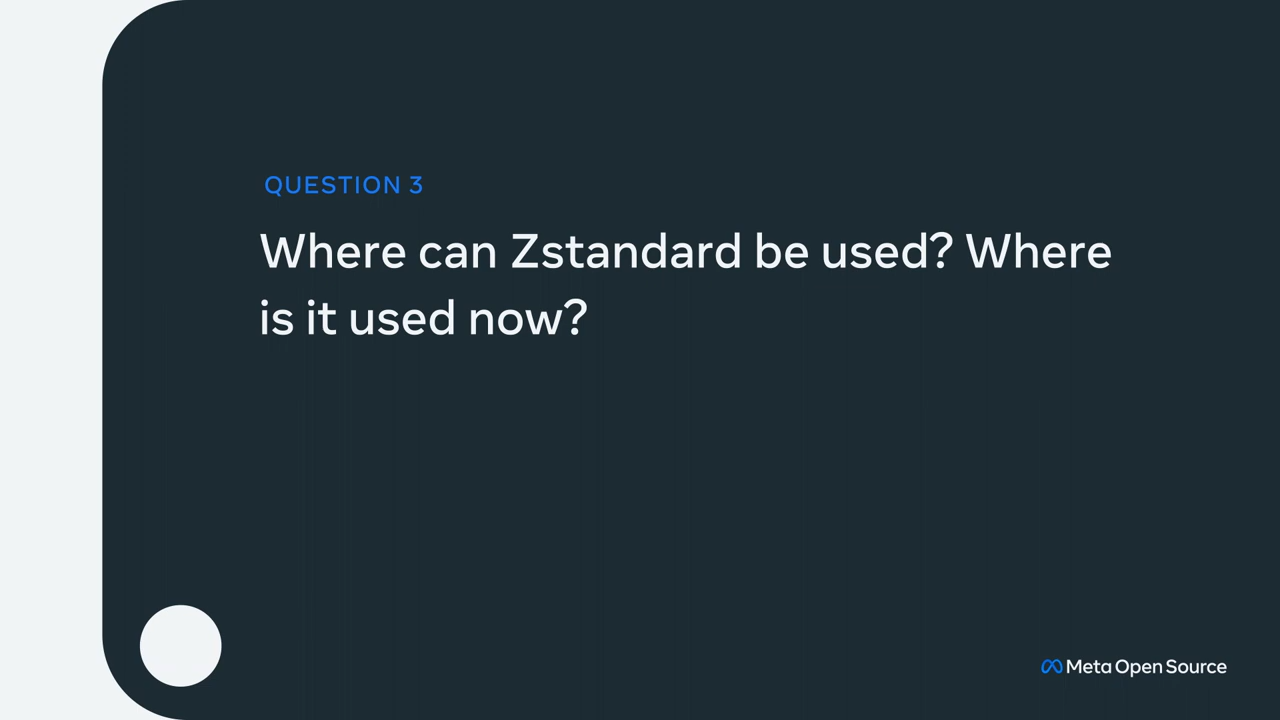 QUESTION 3
Where can Zstandard be used? Where
is it used now?
Meta Open Source